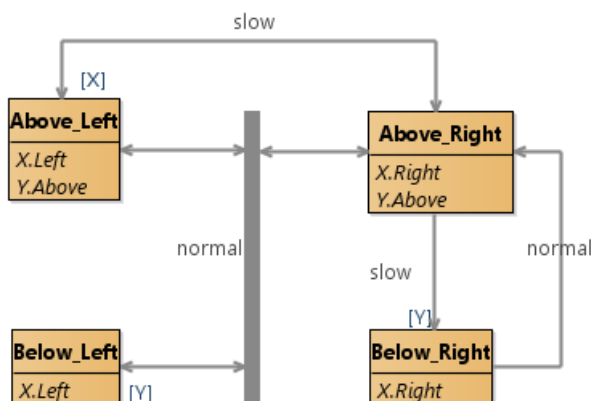 slow
[X]
Above_Left
X.Left
Y.Above
Above_Right
X.Right
Y.Above
normal
slow
normal
[Y]
Below_Left
X.Left
[Y]
Below_Right
X.Right